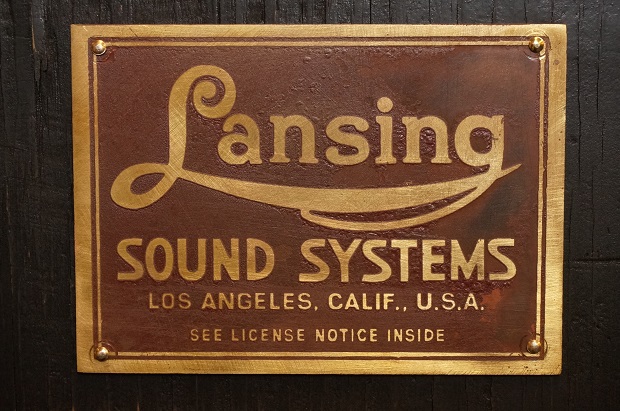 Lansing
SOUND SYSTEMS
LOS ANGELES, CALIF., U.S.A.
SEE LICENSE NOTICE INSIDE